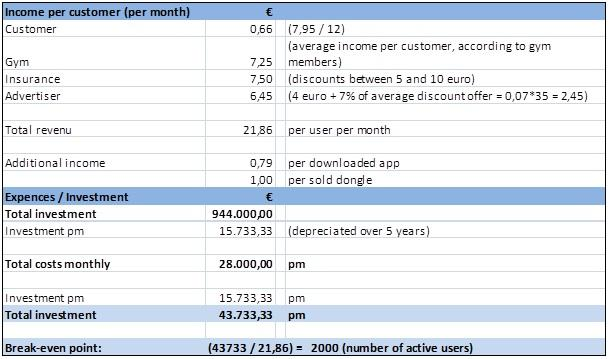 Income per customer (per month) €
Customer 0,66 (7,95 / 12)
(average income per customer, according to gym
Gym 7,25 members)
Insurance 7,50 (discounts between 5 and 10 euro)
Advertiser 6,45 (4 euro + 7% of average discount offer = 0,07*35 = 2,45)
Total revenu 21,86 per user per month
Additional income 0,79 per downloaded app
1,00 per sold dongle
Expences / Investment €
Total investment 944.000,00
Investment pm 15.733,33 (depreciated over 5 years)
Total costs monthly 28.000,00 pm
Investment pm 15.733,33 pm
Total investment 43.733,33 pm
Break-even point: (43733 / 21,86) = 2000 (number of active users)